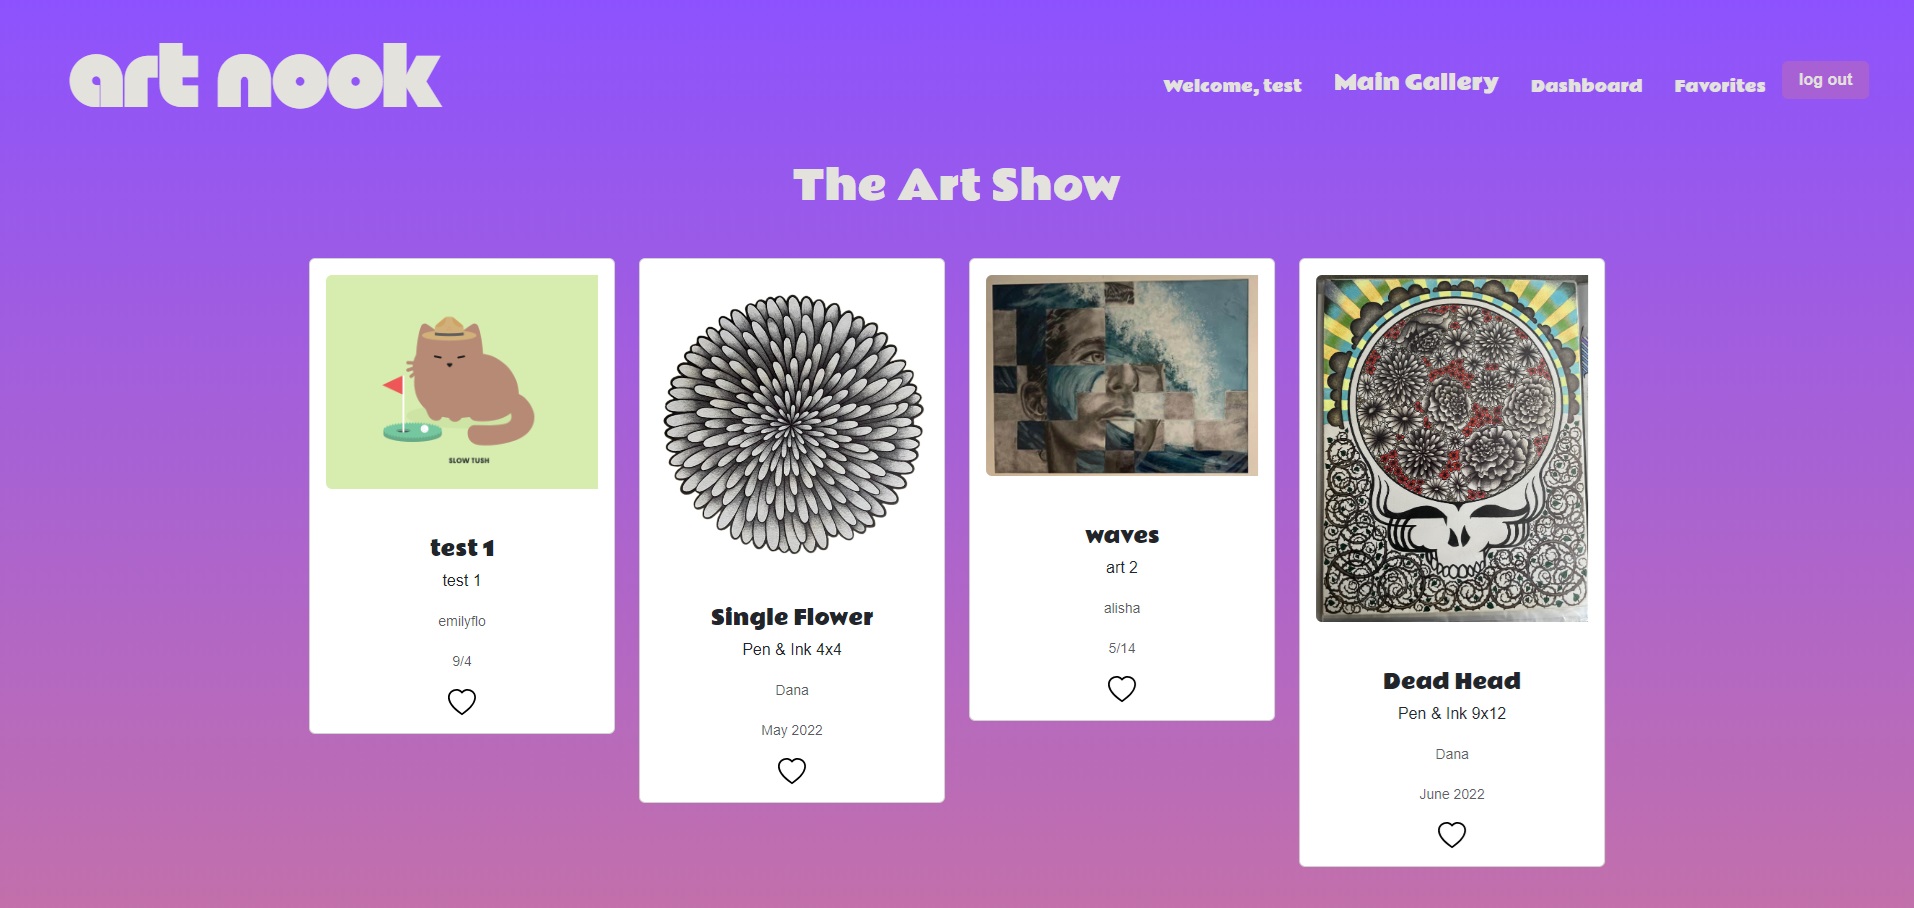 art nook
Welcome, test
Main Gallery
Dashboard
Favorites
log out
The Art Show
SLOW TUSH
test 1
test 1
emilyflo
9/4
Single Flower
Pen & Ink 4x4
Dana
May 2022
waves
art 2
alisha
5/14
Dead Head
Pen & Ink 9x12
Dana
June 2022